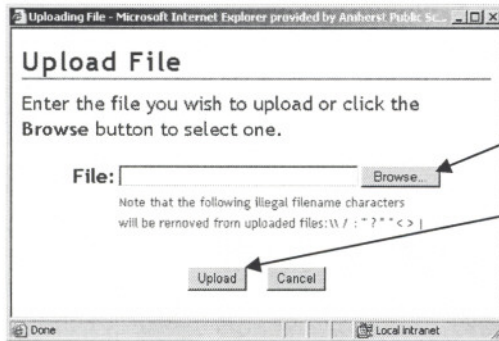 Uploading File - Microsoft Internet Explorer provided by Amherst Public Sc...
Upload File
Enter the file you wish to upload or click the
Browse button to select one.
File:
Browse...
Note that the following illegal filename characters
will be removed from uploaded files:\\ / : * ? " " < > |
Upload
Cancel
Done
Local intranet